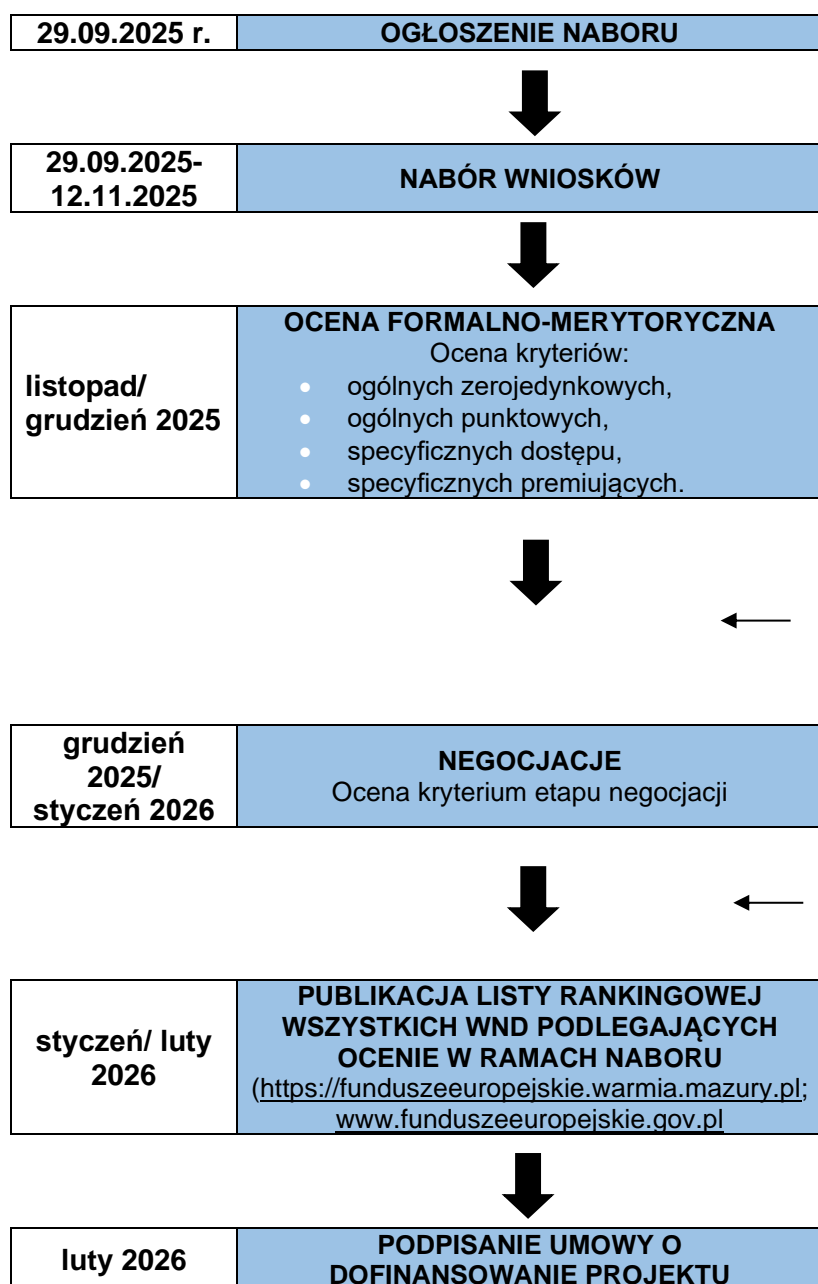 29.09.2025 r.
OGŁOSZENIE NABORU
29.09.2025-
12.11.2025
NABÓR WNIOSKÓW
listopad/
grudzień 2025
OCENA FORMALNO-MERYTORYCZNA
Ocena kryteriów:
• ogólnych zerojedynkowych,
• ogólnych punktowych,
• specyficznych dostępu,
• specyficznych premiujących.
grudzień
2025/
styczeń 2026
NEGOCJACJE
Ocena kryterium etapu negocjacji
styczeń/ luty
2026
PUBLIKACJA LISTY RANKINGOWEJ
WSZYSTKICH WND PODLEGAJĄCYCH
OCENIE W RAMACH NABORU
(https://funduszeeuropejskie.warmia.mazury.pl;
www.funduszeeuropejskie.gov.pl
luty 2026
PODPISANIE UMOWY O
DOFINANSOWANIE PROJEKTU